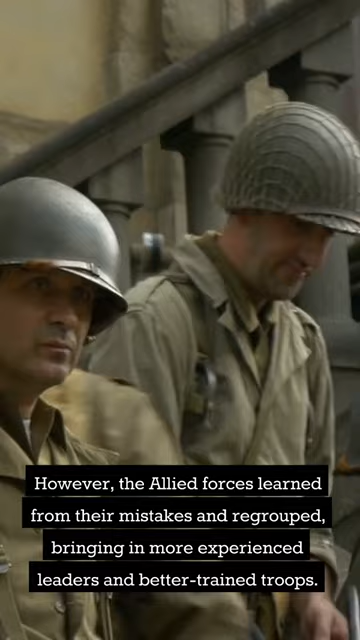 However, the Allied forces learned
from their mistakes and regrouped,
bringing in more experienced
leaders and better-trained troops.